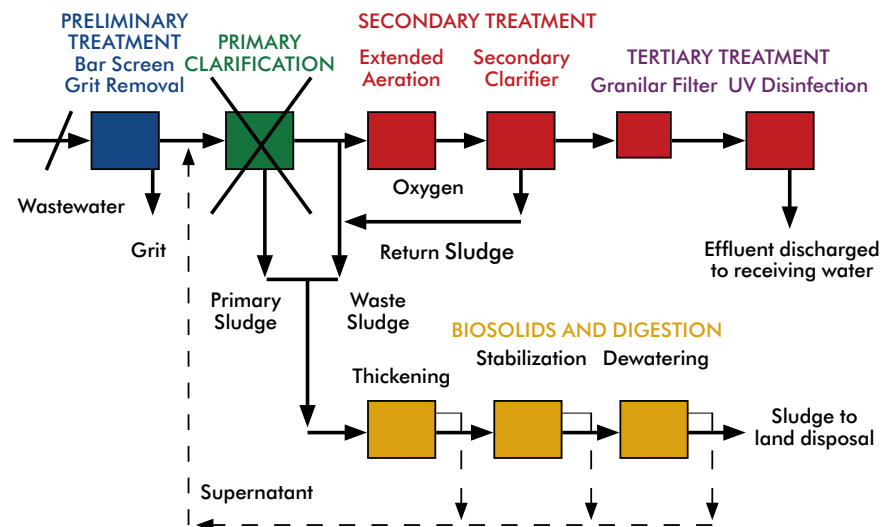 PRELIMINARY
TREATMENT
Bar Screen
Grit Removal
PRIMARY
CLARIFICATION
SECONDARY TREATMENT
Extended
Aeration
Secondary
Clarifier
TERTIARY TREATMENT
Granilar Filter
UV Disinfection
Wastewater
Grit
Oxygen
Return Sludge
Effluent discharged
to receiving water
Primary
Sludge
Waste
Sludge
BIOSOLIDS AND DIGESTION
Thickening
Stabilization
Dewatering
Sludge to
land disposal
Supernatant